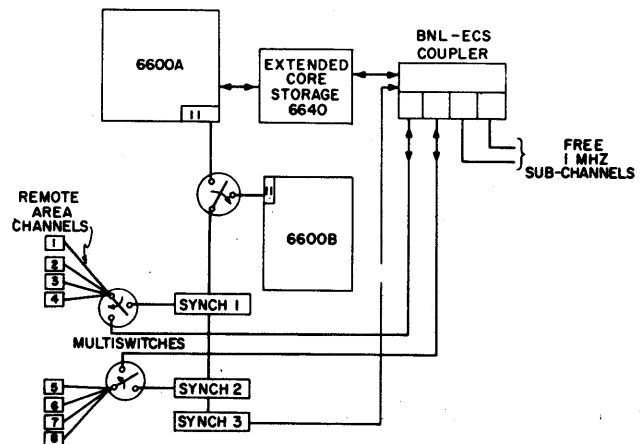 BNL-ECS
COUPLER
6600A
EXTENDED
CORE
STORAGE
6640
11
FREE
1 MHZ
SUB-CHANNELS
11
REMOTE
AREA
CHANNELS
6600B
1
2
3
4
SYNCH 1
MULTISWITCHES
5
6
7
8
SYNCH 2
SYNCH 3